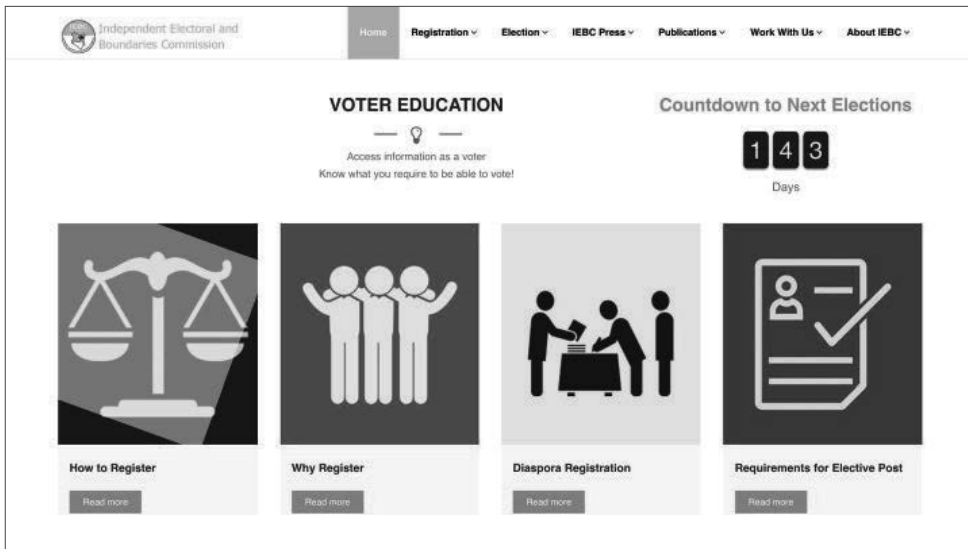 Independent Electoral and
Boundaries Commission
Home Registration Election IEBC Press Publications Work With Us About IEBC
VOTER EDUCATION
Access information as a voter
Know what you require to be able to vote!
Countdown to Next Elections
1 4 3
Days
How to Register
Read more
Why Register
Read more
Diaspora Registration
Read more
Requirements for Elective Post
Read more